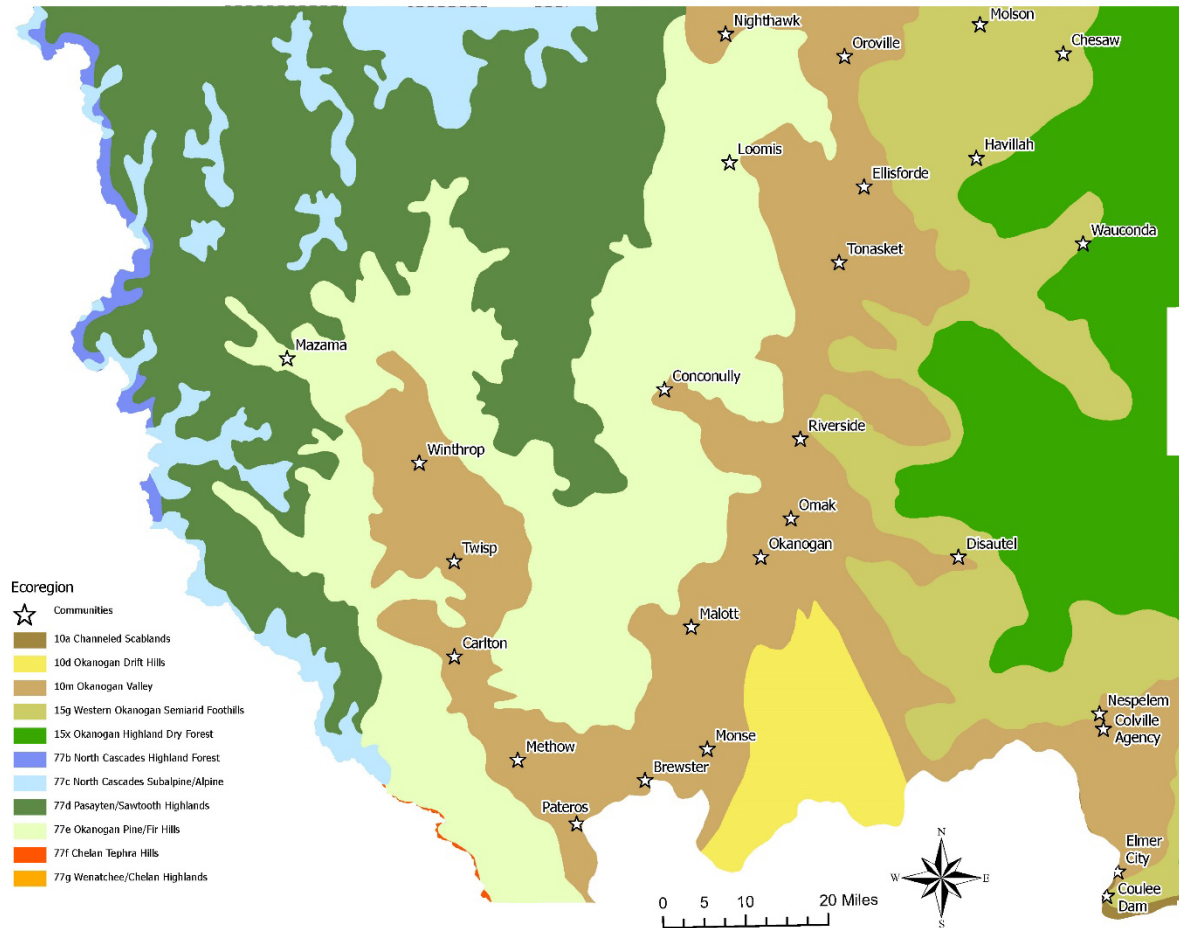 Nighthawk
Molson
Oroville
Chesaw
Loomis
Havillah
Ellisforde
Wauconda
Tonasket
Mazama
Conconully
Riverside
Winthrop
Omak
Twisp
Okanogan
Disautel
Malott
Carlton
Nespelem
Colville
Agency
Methow
Monse
Brewster
Pateros
Elmer
City
Coulee
Dam
Ecoregion
Communities
10a Channeled Scablands
10d Okanogan Drift Hills
10m Okanogan Valley
15g Western Okanogan Semiarid Foothills
15x Okanogan Highland Dry Forest
77b North Cascades Highland Forest
77c North Cascades Subalpine/Alpine
77d Pasayten/Sawtooth Highlands
77e Okanogan Pine/Fir Hills
77f Chelan Tephra Hills
77g Wenatchee/Chelan Highlands
N
W
E
S
0 5 10 20 Miles